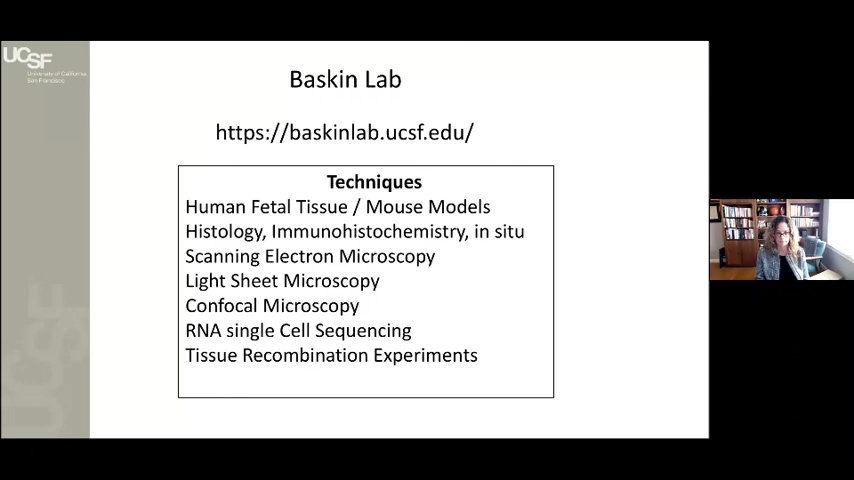 UCSF
University of California
San Francisco
Baskin Lab
https://baskinlab.ucsf.edu/
Techniques
Human Fetal Tissue / Mouse Models
Histology, Immunohistochemistry, in situ
Scanning Electron Microscopy
Light Sheet Microscopy
Confocal Microscopy
RNA single Cell Sequencing
Tissue Recombination Experiments
UCSF